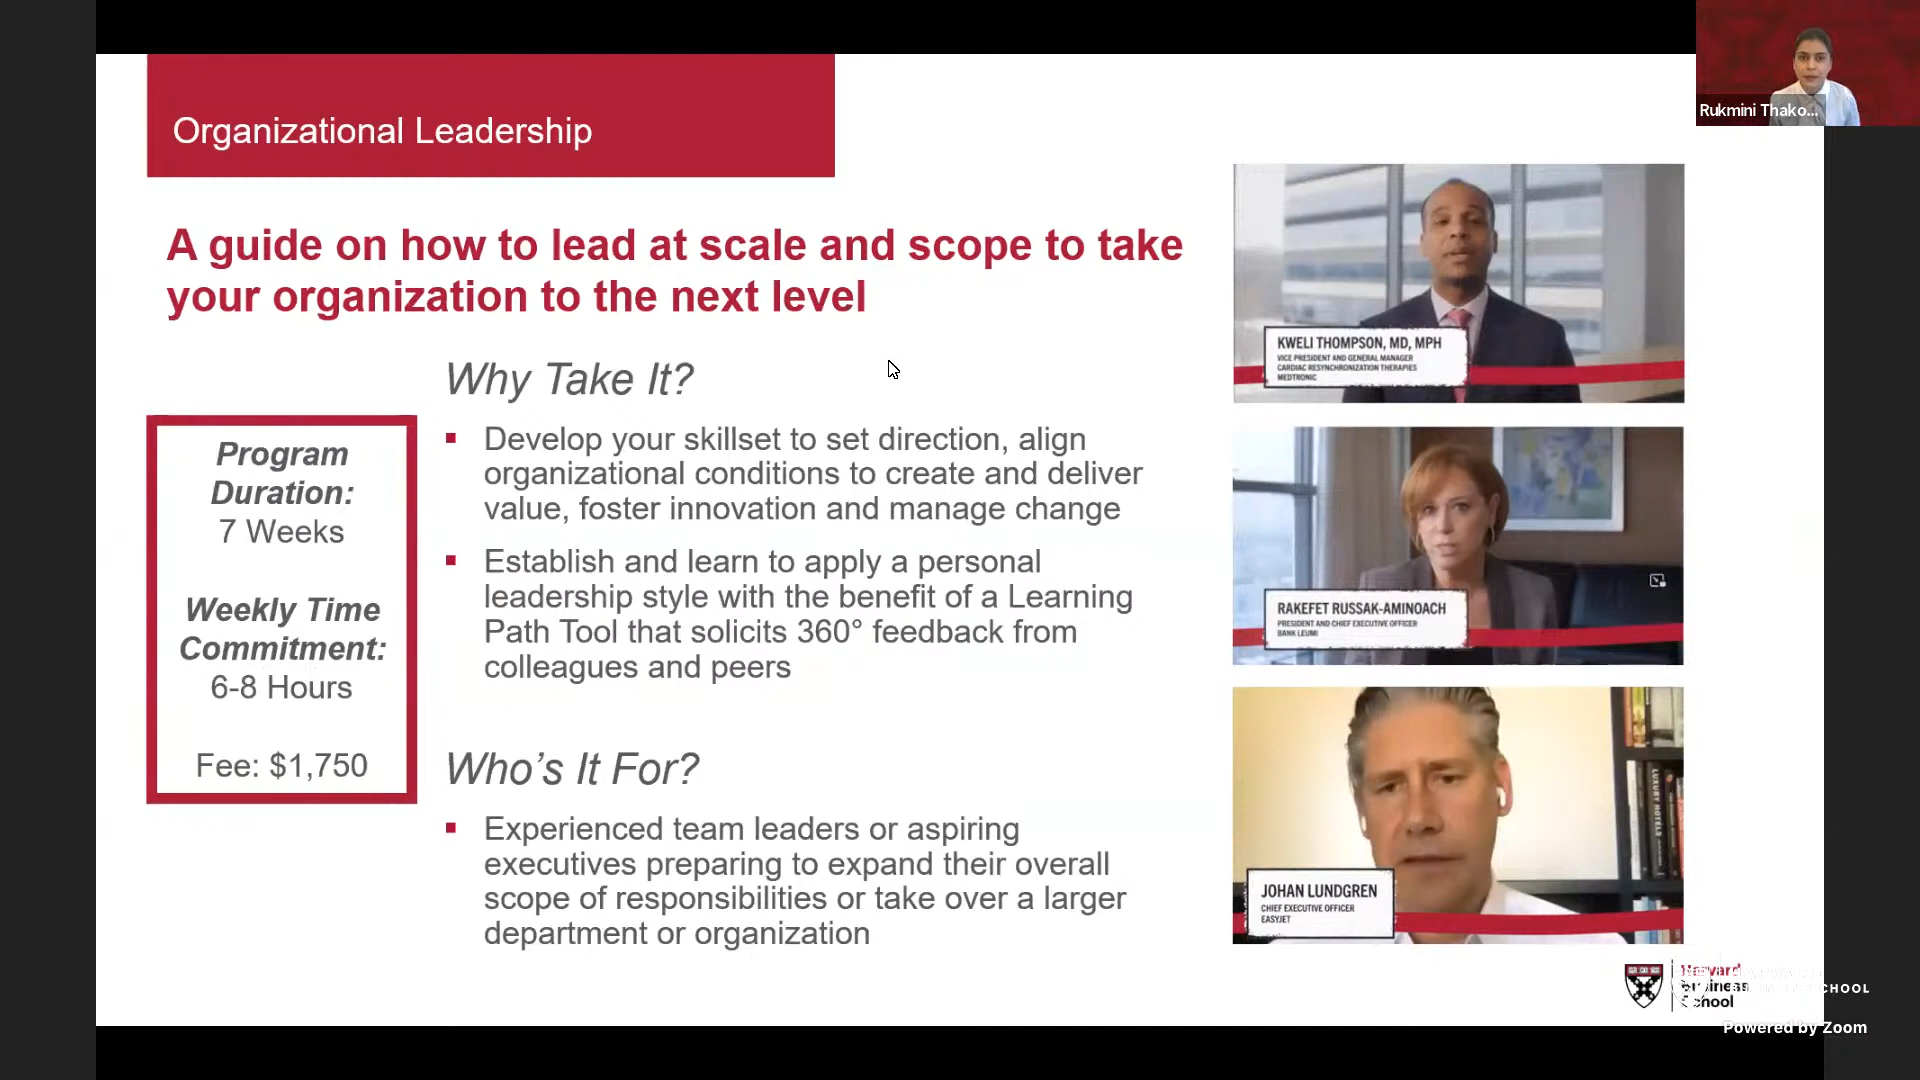 Organizational Leadership
Rukmini Thako...
A guide on how to lead at scale and scope to take
your organization to the next level
Program
Duration:
7 Weeks
Weekly Time
Commitment:
6-8 Hours
Fee: $1,750
Why Take It?
Develop your skillset to set direction, align
organizational conditions to create and deliver
value, foster innovation and manage change
Establish and learn to apply a personal
leadership style with the benefit of a Learning
Path Tool that solicits 360° feedback from
colleagues and peers
Who’s It For?
Experienced team leaders or aspiring
executives preparing to expand their overall
scope of responsibilities or take over a larger
department or organization
KWELI THOMPSON, MD, MPH
VICE PRESIDENT AND GENERAL MANAGER
CARDIAC RESYNCHRONIZATION THERAPIES
MEDTRONIC
RAKEFET RUSSAK-AMINOACH
PRESIDENT AND CHIEF EXECUTIVE OFFICER
BANK LEUMI
LUXURY HOTELS
JOHAN LUNDGREN
CHIEF EXECUTIVE OFFICER
EASYJET
Harvard
Business
School
Powered by Zoom